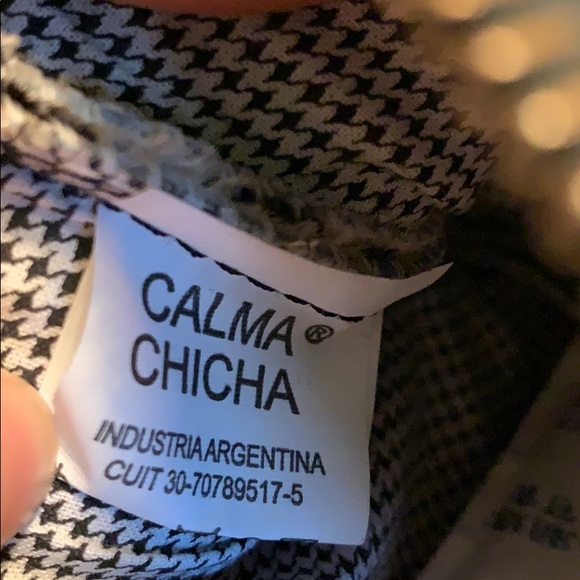 CALMA®
CHICHA
INDUSTRIA ARGENTINA
CUIT 30-70789517-5